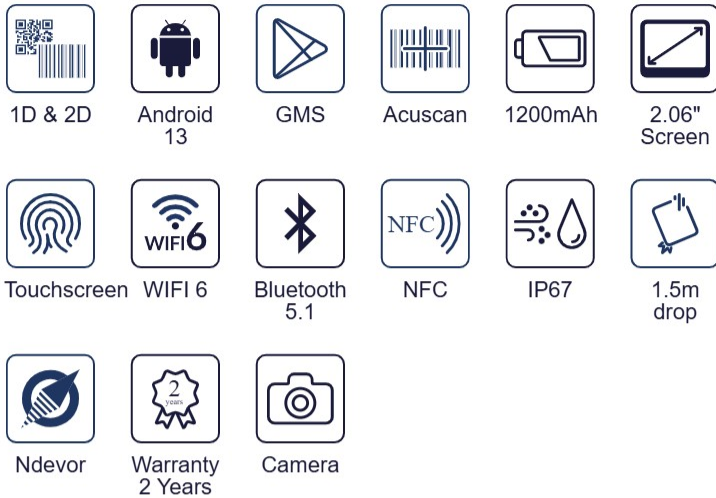 1D & 2D
Android
13
GMS
Acuscan
1200mAh
2.06"
Screen
WIFI6
NFC
Touchscreen
WIFI 6
Bluetooth
5.1
NFC
IP67
1.5m
drop
2
years
Ndevor
Warranty
2 Years
Camera